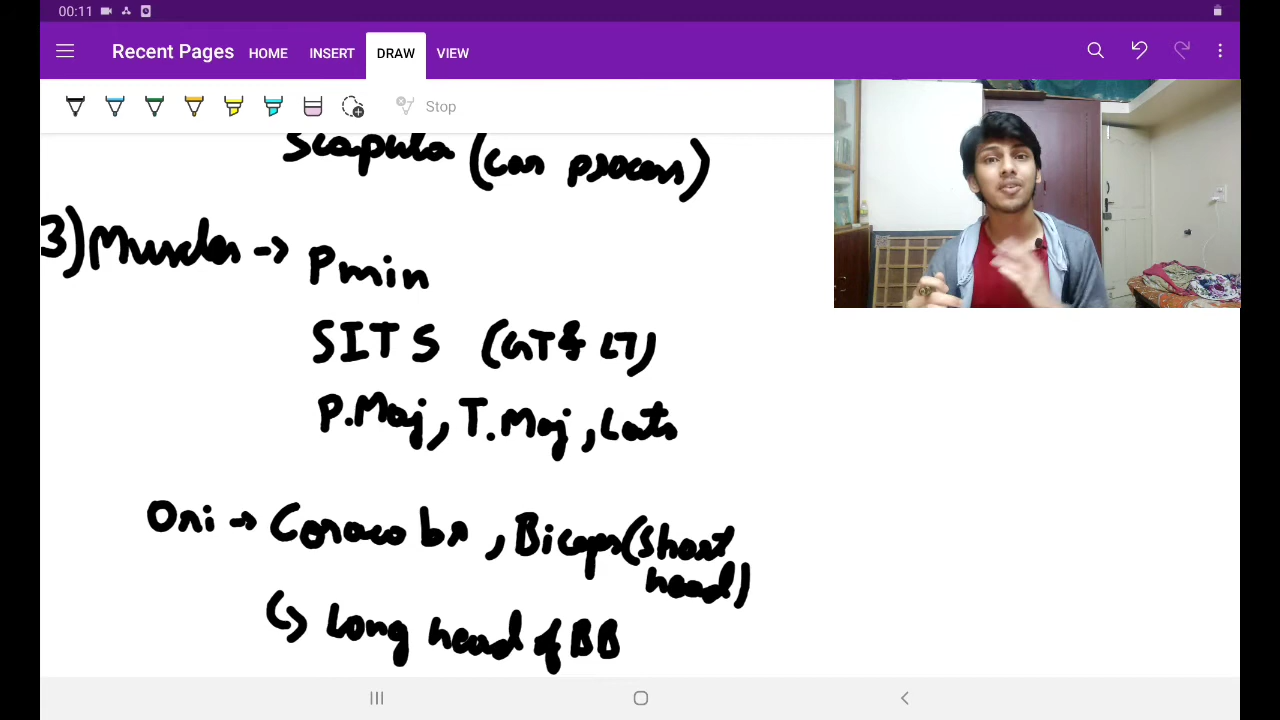 00:11
Recent Pages HOME INSERT DRAW VIEW
Stop
Scapula (Cor process)
3) Muscles -> Pmin
SITS (GT & LT)
P.Maj, T.Maj, Lats
Ori -> Coraco br, Biceps (Short
head)
↳ Long head of BB